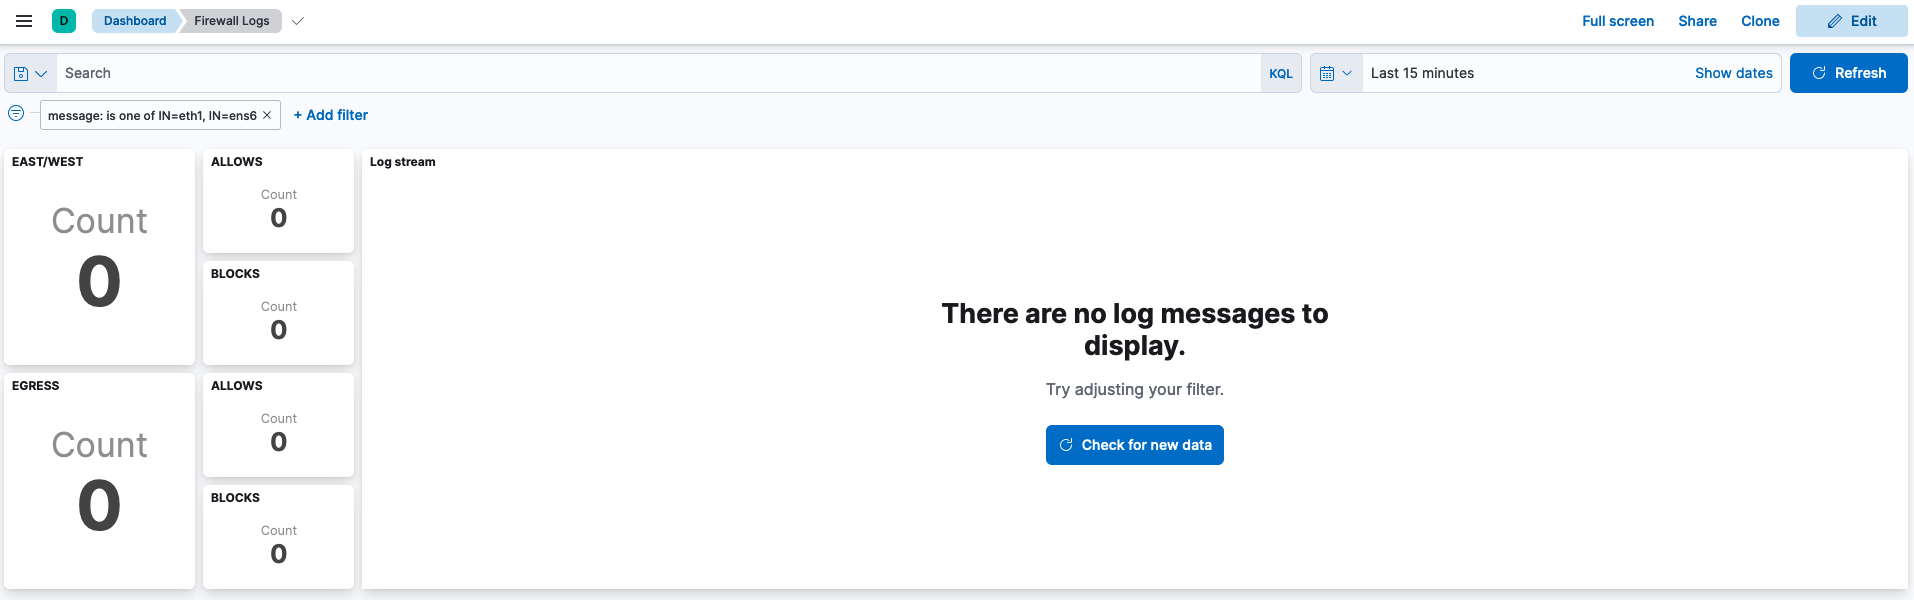 D Dashboard Firewall Logs Full screen Share Clone Edit
Search KQL Last 15 minutes Show dates Refresh
message: is one of IN=eth1, IN=ens6 × + Add filter
EAST/WEST
Count
0
ALLOWS
Count
0
BLOCKS
Count
0
EGRESS
Count
0
ALLOWS
Count
0
BLOCKS
Count
0
Log stream
There are no log messages to
display.
Try adjusting your filter.
Check for new data